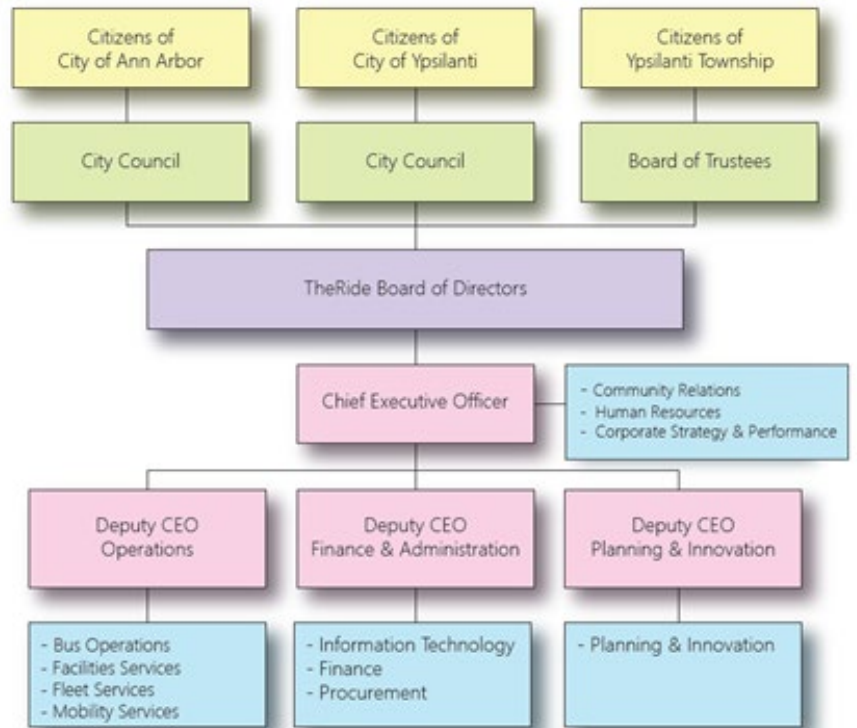 Citizens of
City of Ann Arbor
Citizens of
City of Ypsilanti
Citizens of
Ypsilanti Township
City Council
City Council
Board of Trustees
TheRide Board of Directors
Chief Executive Officer
- Community Relations
- Human Resources
- Corporate Strategy & Performance
Deputy CEO
Operations
Deputy CEO
Finance & Administration
Deputy CEO
Planning & Innovation
- Bus Operations
- Facilities Services
- Fleet Services
- Mobility Services
- Information Technology
- Finance
- Procurement
- Planning & Innovation